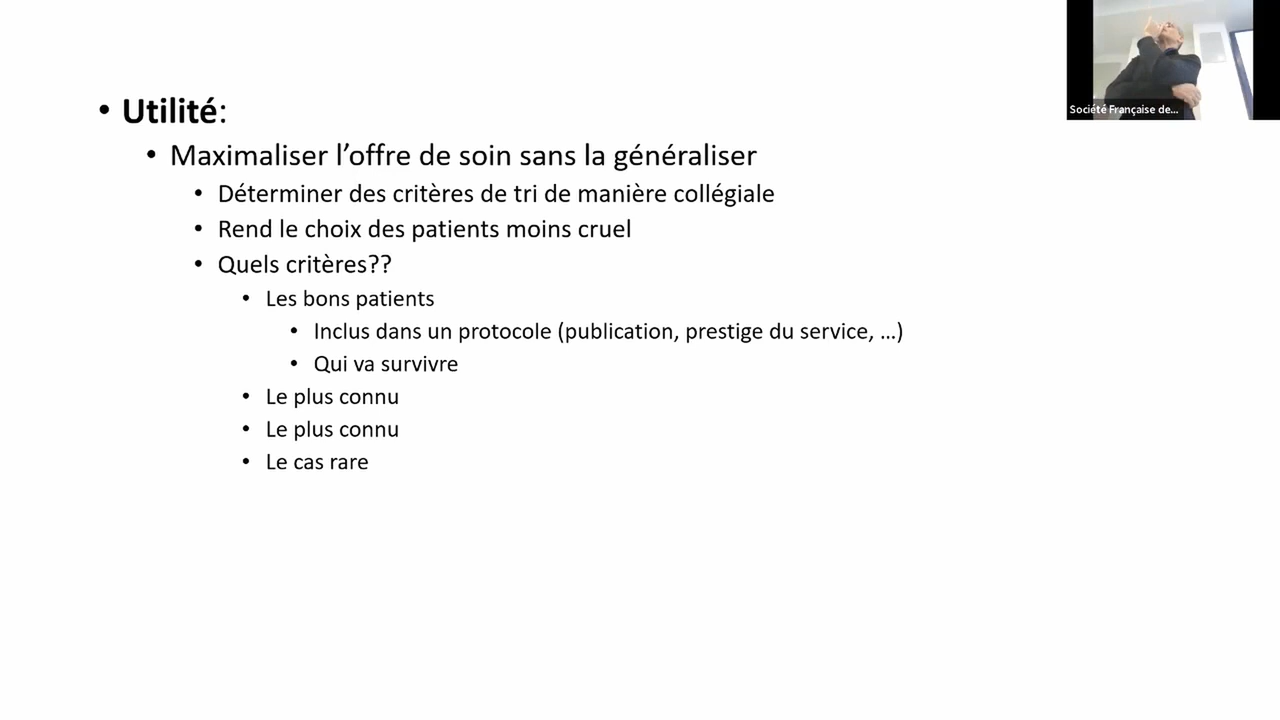 • Utilité:
• Maximaliser l’offre de soin sans la généraliser
• Déterminer des critères de tri de manière collégiale
• Rend le choix des patients moins cruel
• Quels critères??
• Les bons patients
• Inclus dans un protocole (publication, prestige du service, …)
• Qui va survivre
• Le plus connu
• Le plus connu
• Le cas rare
Société Française de...